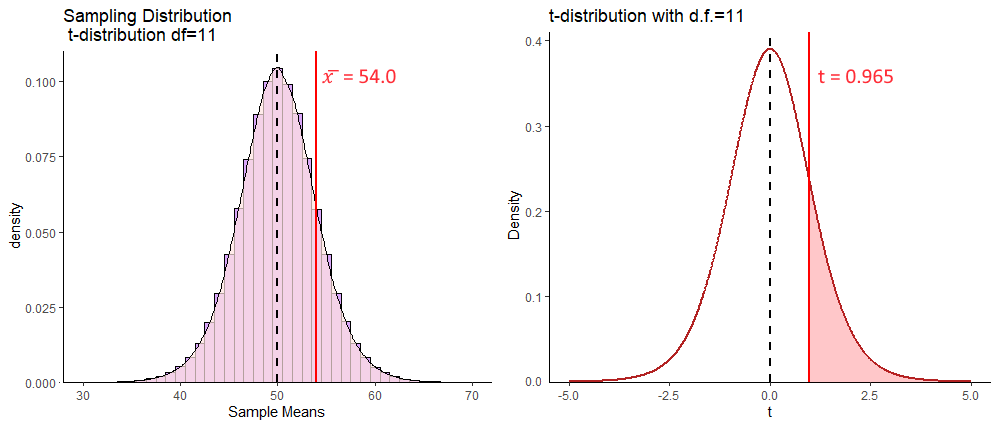 Sampling Distribution
t-distribution df=11
x̄ = 54.0
0.100
0.075
0.050
0.025
0.000
density
30
40
50
60
70
Sample Means
t-distribution with d.f.=11
t = 0.965
0.4
0.3
0.2
0.1
0.0
Density
-5.0
-2.5
0.0
2.5
5.0
t